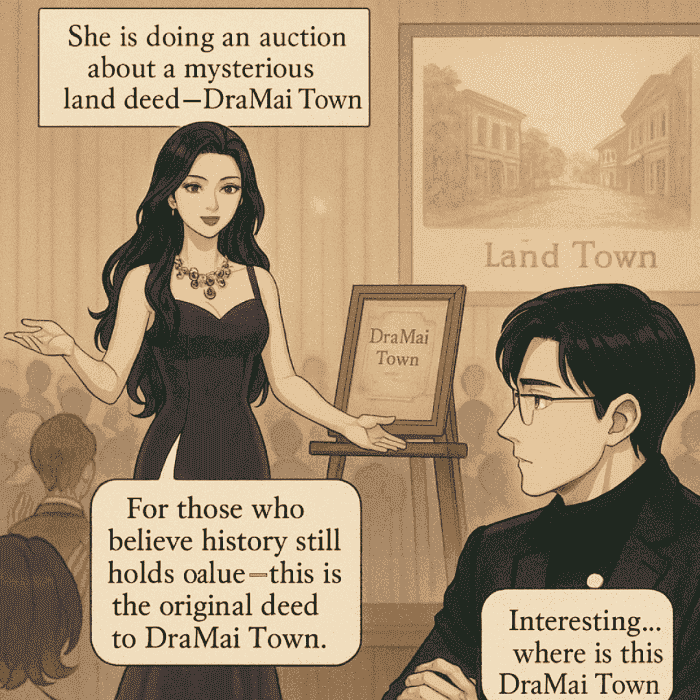 She is doing an auction
about a mysterious
land deed—DraMai Town
Land Town
DraMai
Town
For those who
believe history still
holds oalue—this is
the original deed
to DraMai Town.
Interesting...
where is this
DraMai Town